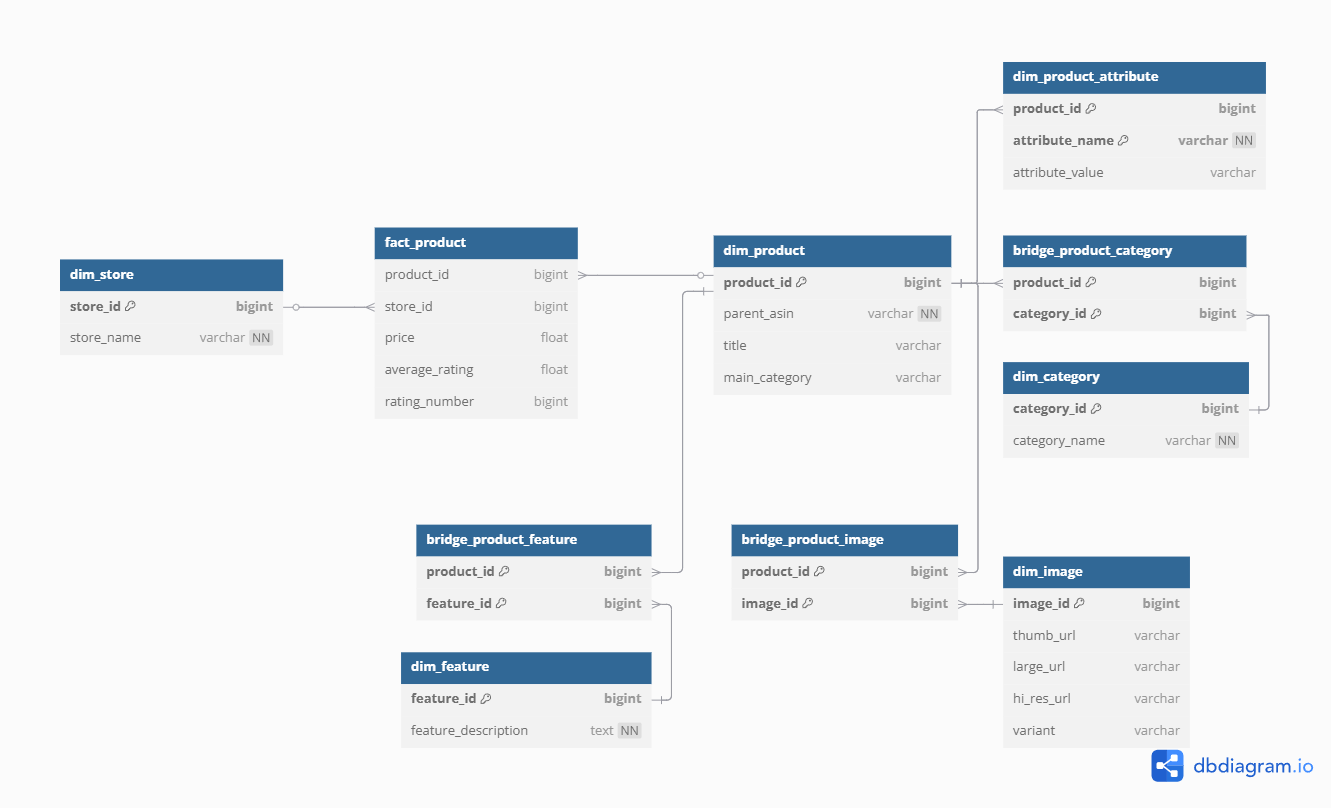 dim_product_attribute
product_id bigint
attribute_name varchar NN
attribute_value varchar
fact_product
product_id bigint
store_id bigint
price float
average_rating float
rating_number bigint
dim_product
product_id bigint
parent_asin varchar NN
title varchar
main_category varchar
bridge_product_category
product_id bigint
category_id bigint
dim_store
store_id bigint
store_name varchar NN
dim_category
category_id bigint
category_name varchar NN
bridge_product_feature
product_id bigint
feature_id bigint
bridge_product_image
product_id bigint
image_id bigint
dim_image
image_id bigint
thumb_url varchar
large_url varchar
hi_res_url varchar
variant varchar
dim_feature
feature_id bigint
feature_description text NN
dbdiagram.io